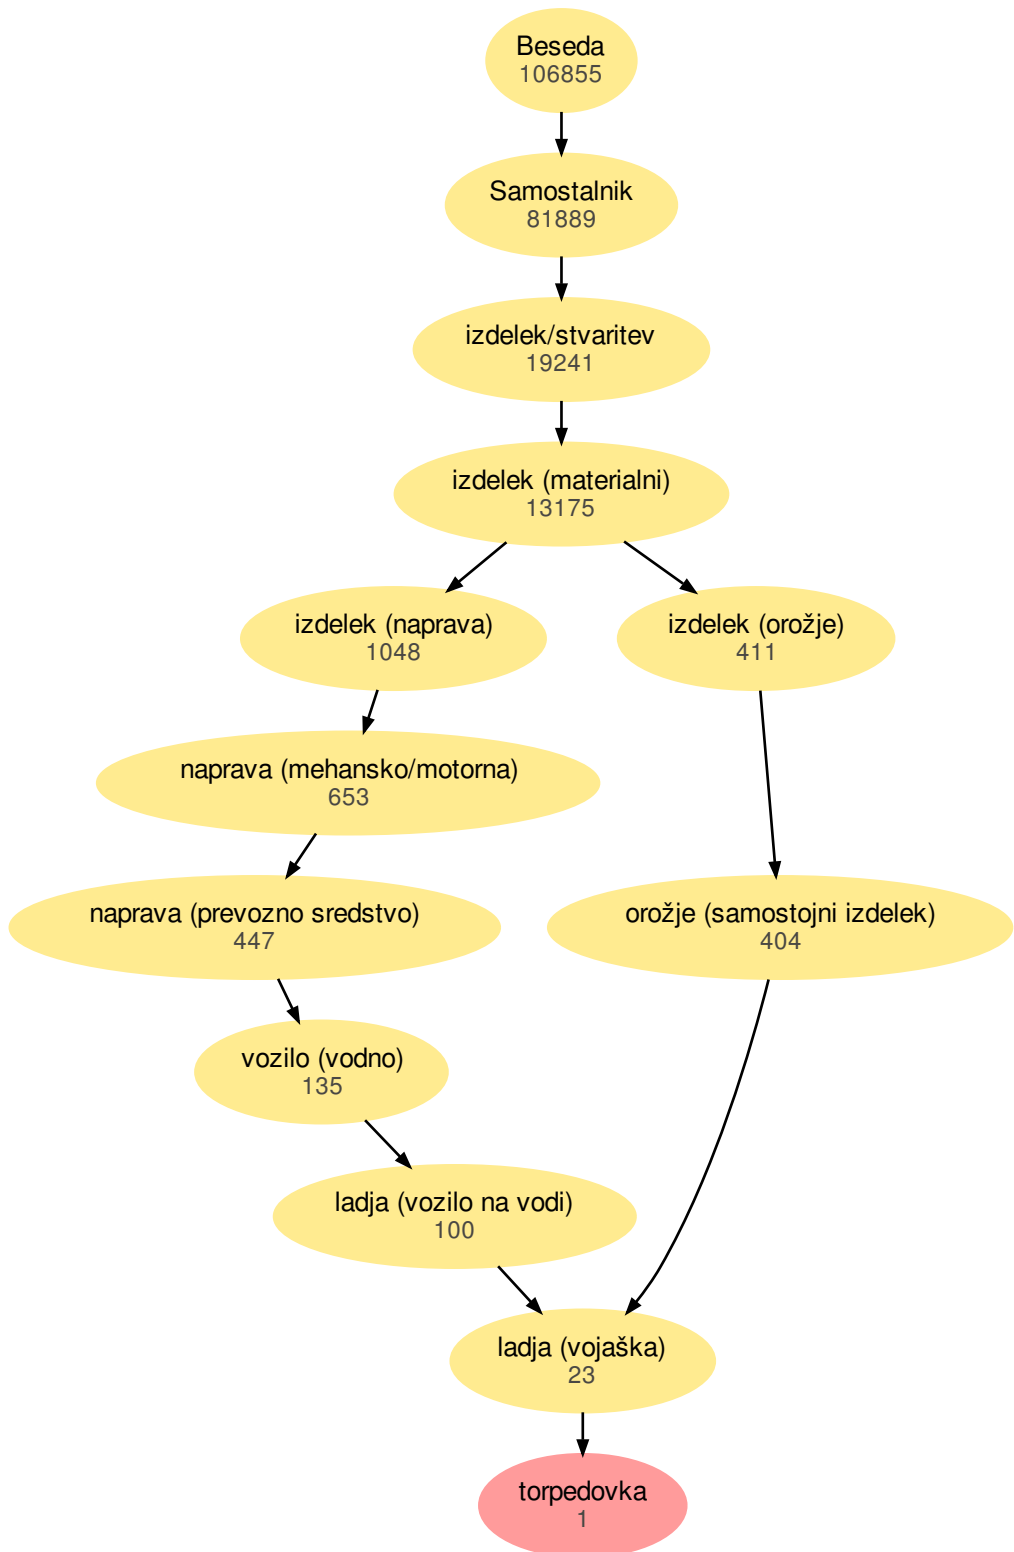 Beseda
106855
Samostalnik
81889
izdelek/stvaritev
19241
izdelek (materialni)
13175
izdelek (naprava)
1048
izdelek (orožje)
411
naprava (mehansko/motorna)
653
naprava (prevozno sredstvo)
447
orožje (samostojni izdelek)
404
vozilo (vodno)
135
ladja (vozilo na vodi)
100
ladja (vojaška)
23
torpedovka
1